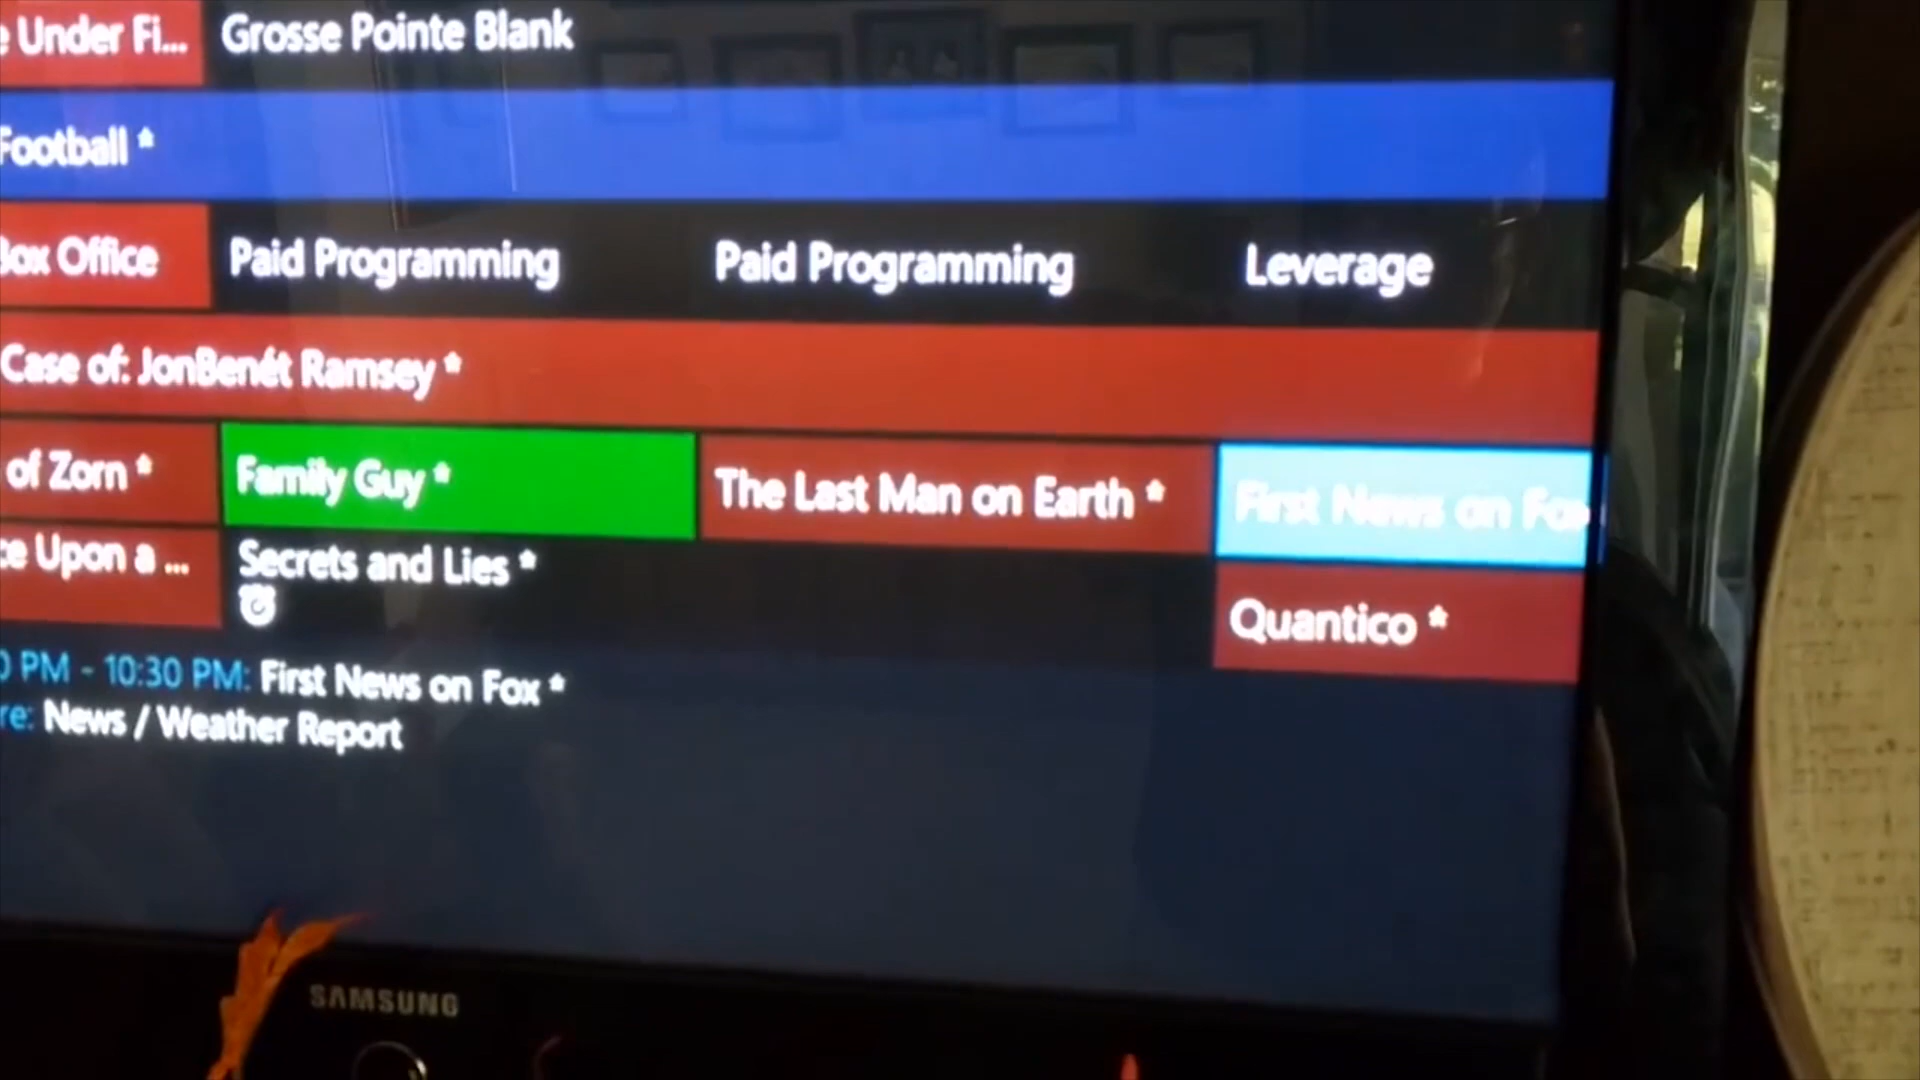 Under Fi...
Grosse Pointe Blank
Football *
Box Office
Paid Programming
Paid Programming
Leverage
Case of: JonBenét Ramsey *
of Zorn *
Family Guy *
The Last Man on Earth *
First News on Fox
Upon a ...
Secrets and Lies *
Quantico *
PM - 10:30 PM: First News on Fox *
News / Weather Report
SAMSUNG